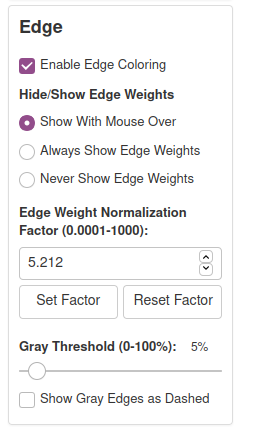 Edge
Enable Edge Coloring
Hide/Show Edge Weights
Show With Mouse Over
Always Show Edge Weights
Never Show Edge Weights
Edge Weight Normalization
Factor (0.0001-1000):
5.212
Set Factor Reset Factor
Gray Threshold (0-100%): 5%
Show Gray Edges as Dashed